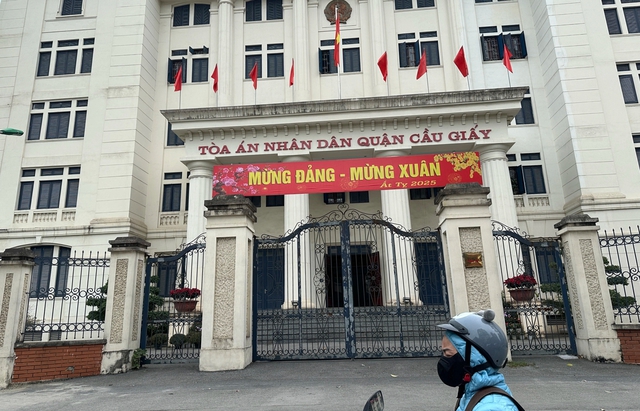 TÒA ÁN NHÂN DÂN QUẬN CẦU GIẤY
MỪNG ĐẢNG - MỪNG XUÂN
Ất Tỵ 2025